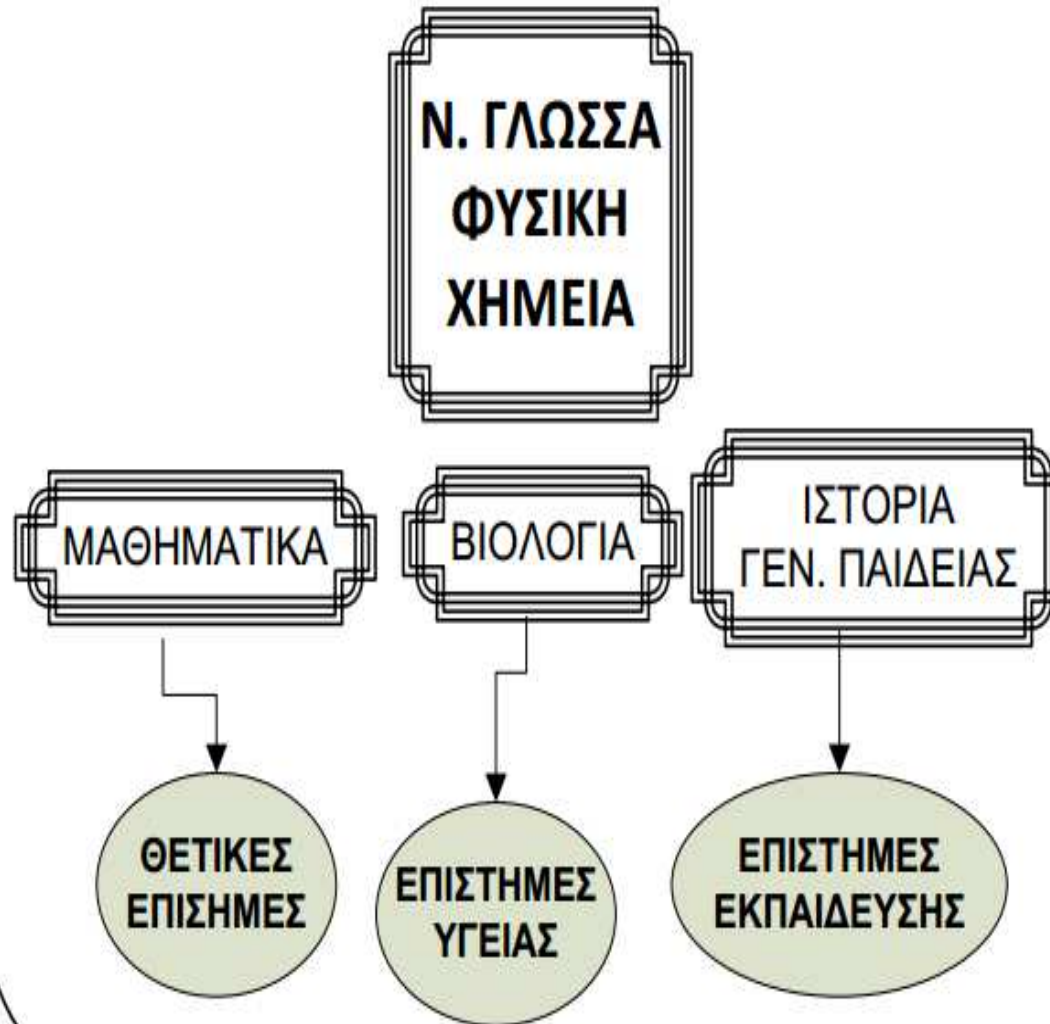 Ν. ΓΛΩΣΣΑ
ΦΥΣΙΚΗ
ΧΗΜΕΙΑ
ΜΑΘΗΜΑΤΙΚΑ
ΒΙΟΛΟΓΙΑ
ΙΣΤΟΡΙΑ
ΓΕΝ. ΠΑΙΔΕΙΑΣ
ΘΕΤΙΚΕΣ
ΕΠΙΣΗΜΕΣ
ΕΠΙΣΤΗΜΕΣ
ΥΓΕΙΑΣ
ΕΠΙΣΤΗΜΕΣ
ΕΚΠΑΙΔΕΥΣΗΣ